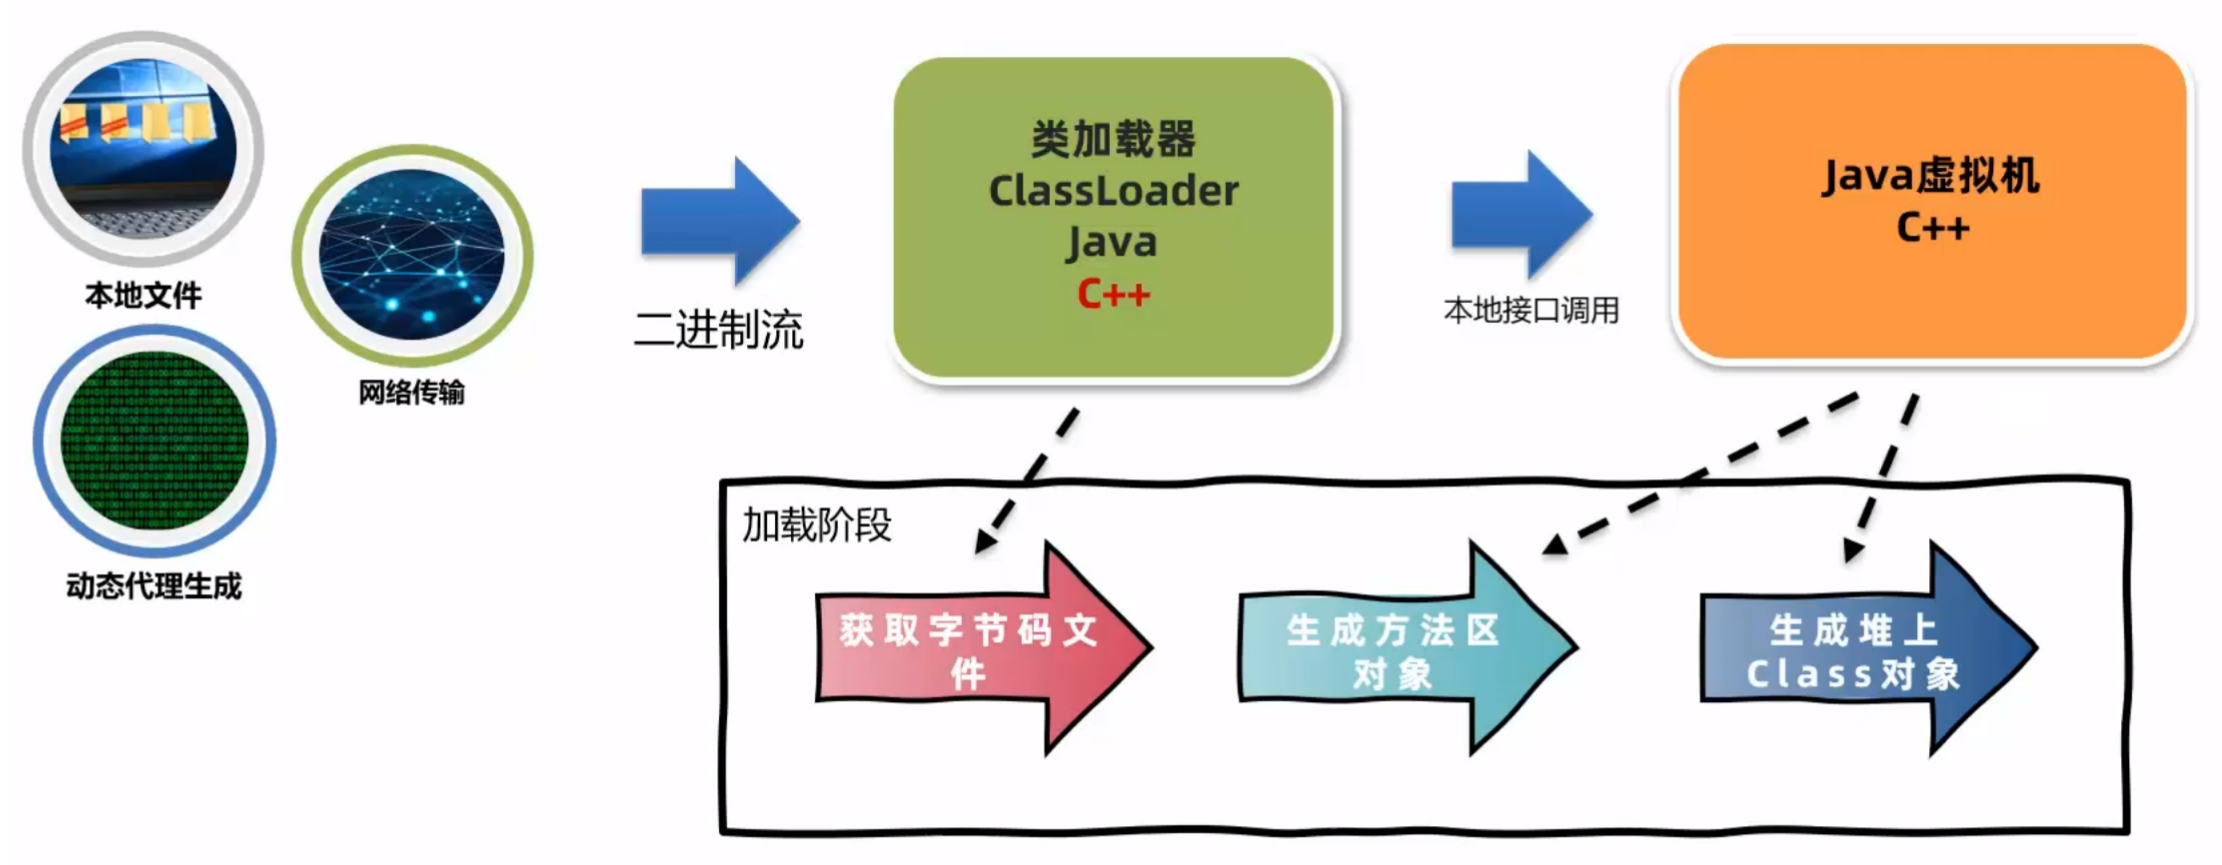 本地文件
网络传输
动态代理生成
二进制流
类加载器
ClassLoader
Java
C++
本地接口调用
Java虚拟机
C++
加载阶段
获取字节码文
件
生成方法区
对象
生成堆上
Class对象